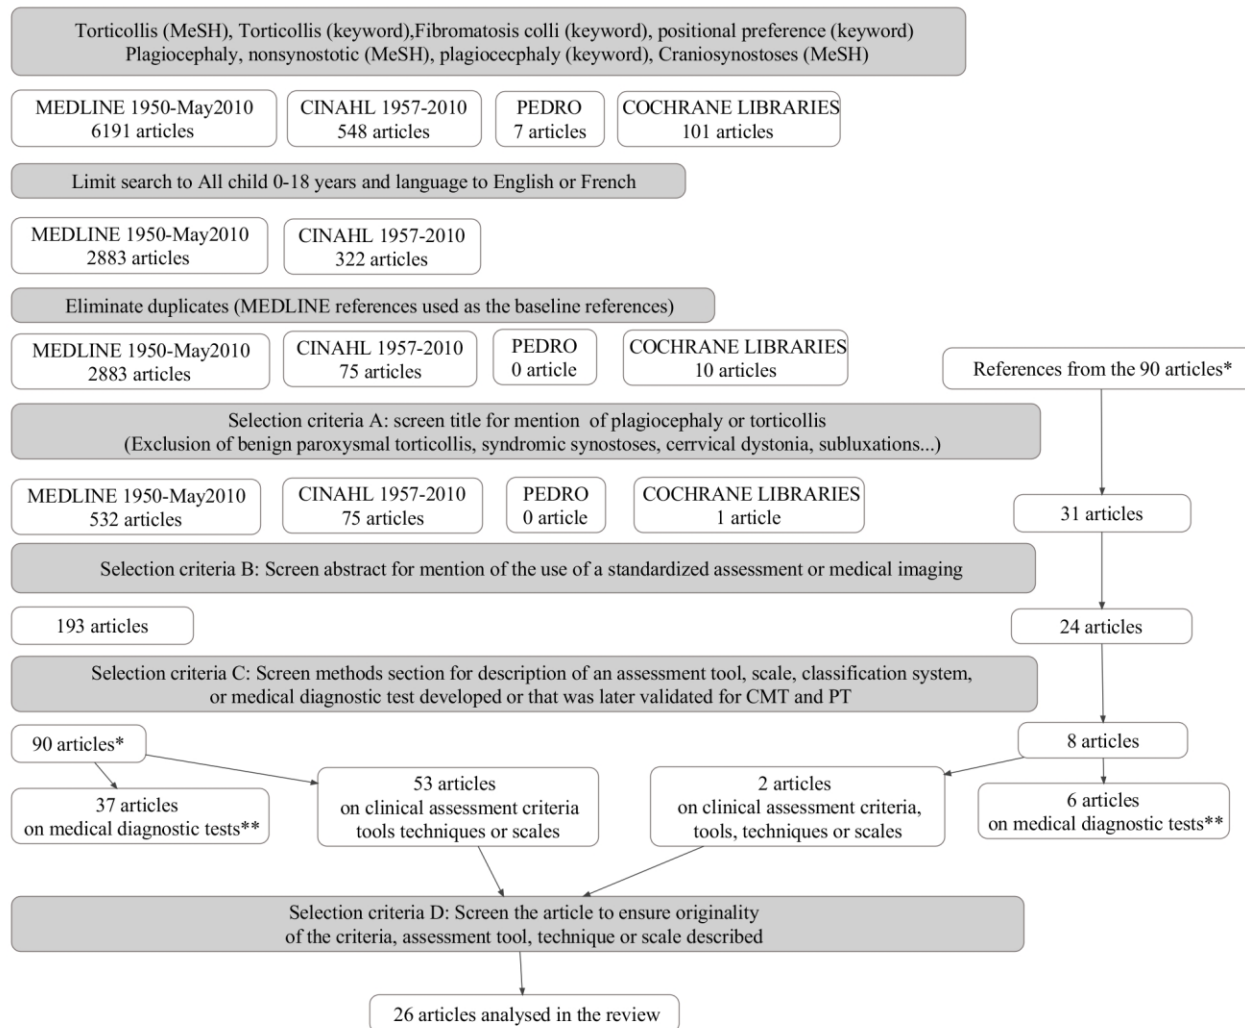 Torticollis (MeSH), Torticollis (keyword),Fibromatosis colli (keyword), positional preference (keyword)
Plagiocephaly, nonsynostotic (MeSH), plagiocecphaly (keyword), Craniosynostoses (MeSH)
MEDLINE 1950-May2010
6191 articles
CINAHL 1957-2010
548 articles
PEDRO
7 articles
COCHRANE LIBRARIES
101 articles
Limit search to All child 0-18 years and language to English or French
MEDLINE 1950-May2010
2883 articles
CINAHL 1957-2010
322 articles
Eliminate duplicates (MEDLINE references used as the baseline references)
MEDLINE 1950-May2010
2883 articles
CINAHL 1957-2010
75 articles
PEDRO
0 article
COCHRANE LIBRARIES
10 articles
References from the 90 articles*
Selection criteria A: screen title for mention of plagiocephaly or torticollis
(Exclusion of benign paroxysmal torticollis, syndromic synostoses, cerrvical dystonia, subluxations...)
MEDLINE 1950-May2010
532 articles
CINAHL 1957-2010
75 articles
PEDRO
0 article
COCHRANE LIBRARIES
1 article
31 articles
Selection criteria B: Screen abstract for mention of the use of a standardized assessment or medical imaging
193 articles
24 articles
Selection criteria C: Screen methods section for description of an assessment tool, scale, classification system,
or medical diagnostic test developed or that was later validated for CMT and PT
90 articles*
8 articles
37 articles
on medical diagnostic tests**
53 articles
on clinical assessment criteria
tools techniques or scales
2 articles
on clinical assessment criteria,
tools, techniques or scales
6 articles
on medical diagnostic tests**
Selection criteria D: Screen the article to ensure originality
of the criteria, assessment tool, technique or scale described
26 articles analysed in the review